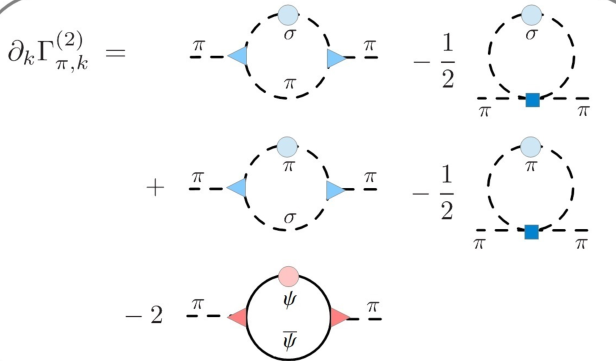 ∂ₖΓ⁽²⁾_{π,k} = π σ π π − 1/2 σ π π
+ π π σ π − 1/2 π π π
− 2 π ψ ψ̅ π